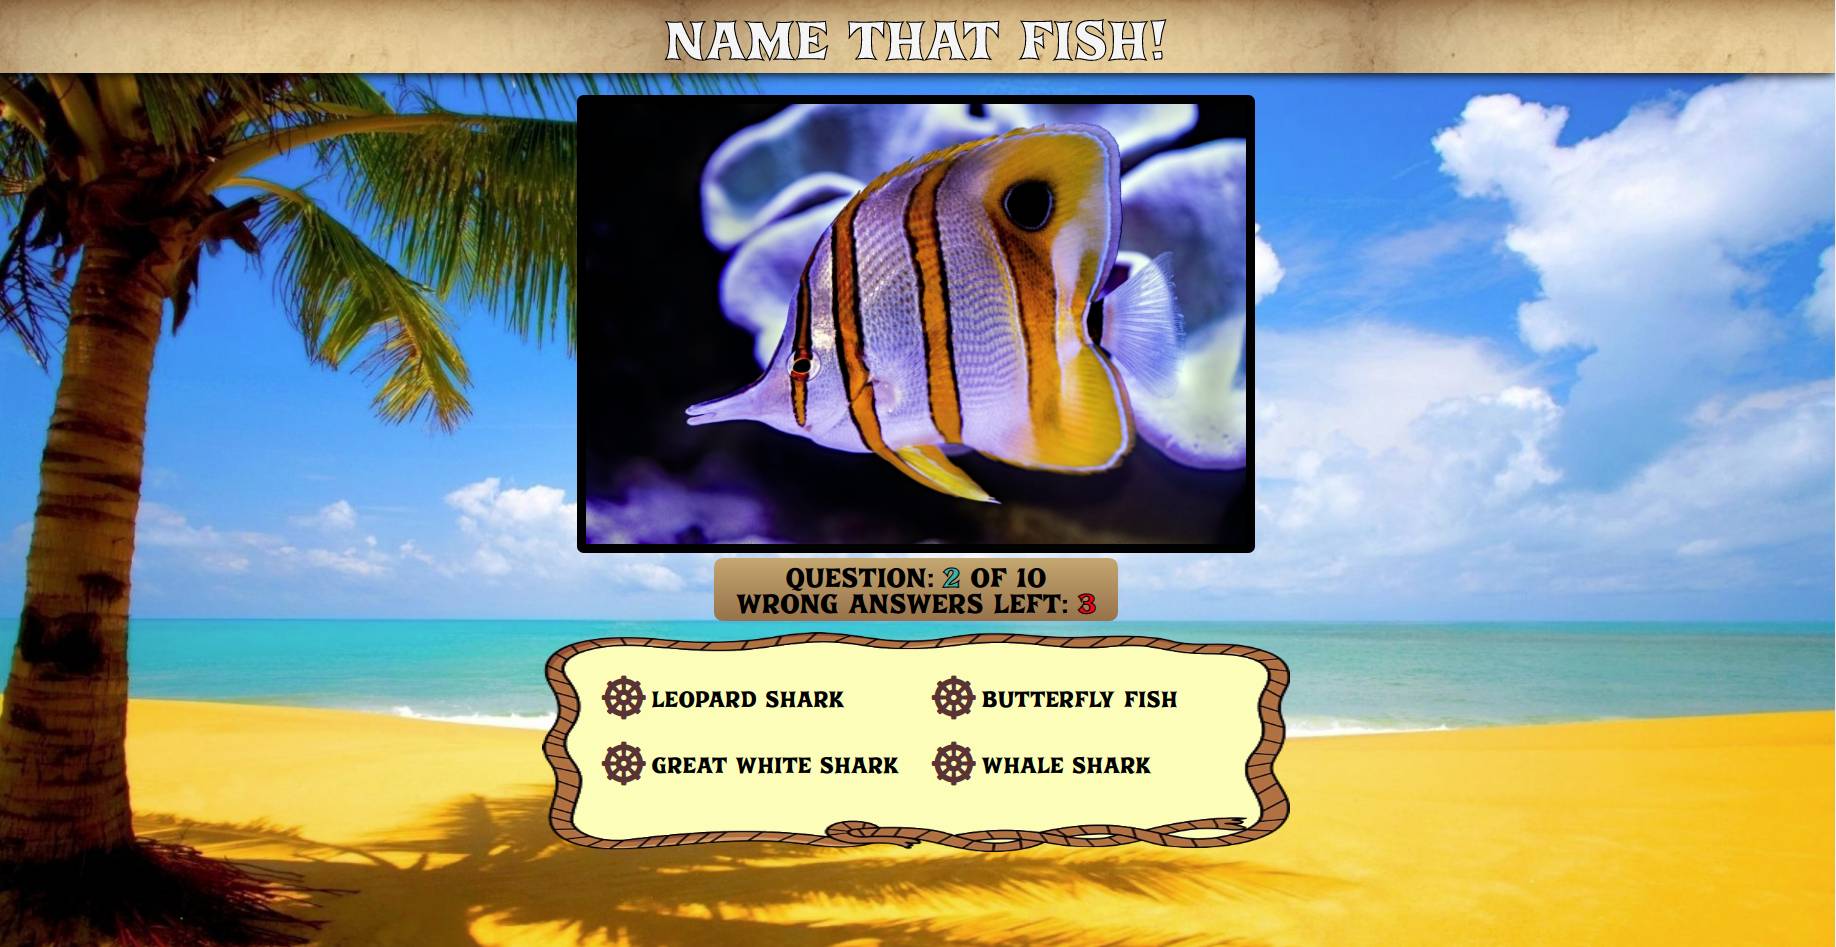 NAME THAT FISH!
QUESTION: 2 OF 10
WRONG ANSWERS LEFT: 3
LEOPARD SHARK
BUTTERFLY FISH
GREAT WHITE SHARK
WHALE SHARK